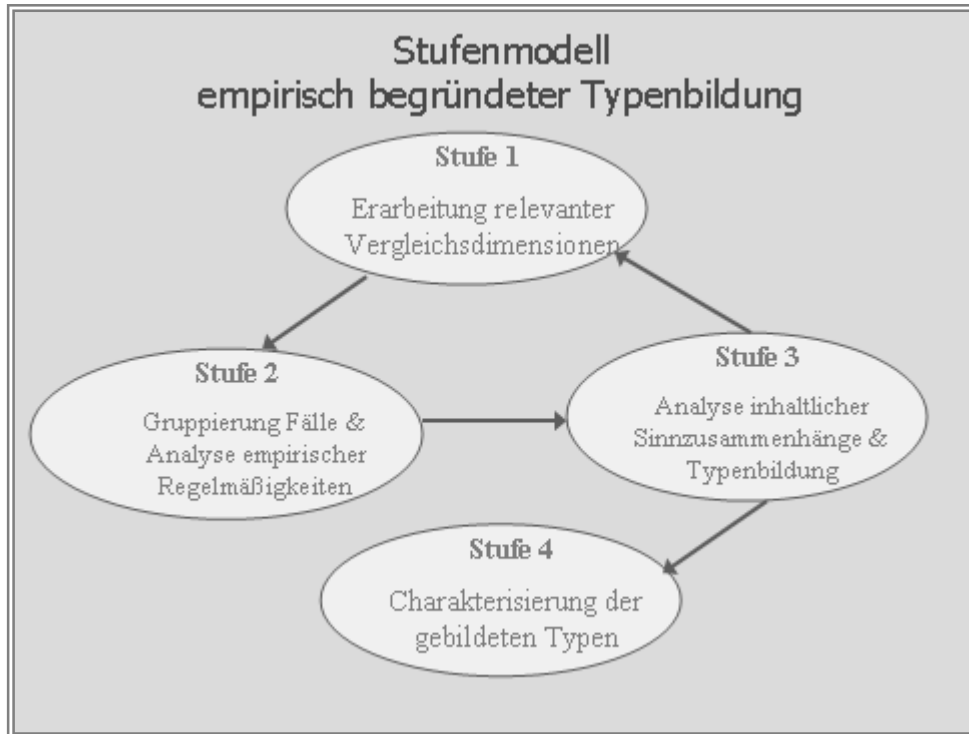 Stufenmodell
empirisch begründeter Typenbildung
Stufe 1
Erarbeitung relevanter
Vergleichsdimensionen
Stufe 2
Gruppierung Fälle &
Analyse empirischer
Regelmäßigkeiten
Stufe 3
Analyse inhaltlicher
Sinnzusammenhänge &
Typenbildung
Stufe 4
Charakterisierung der
gebildeten Typen